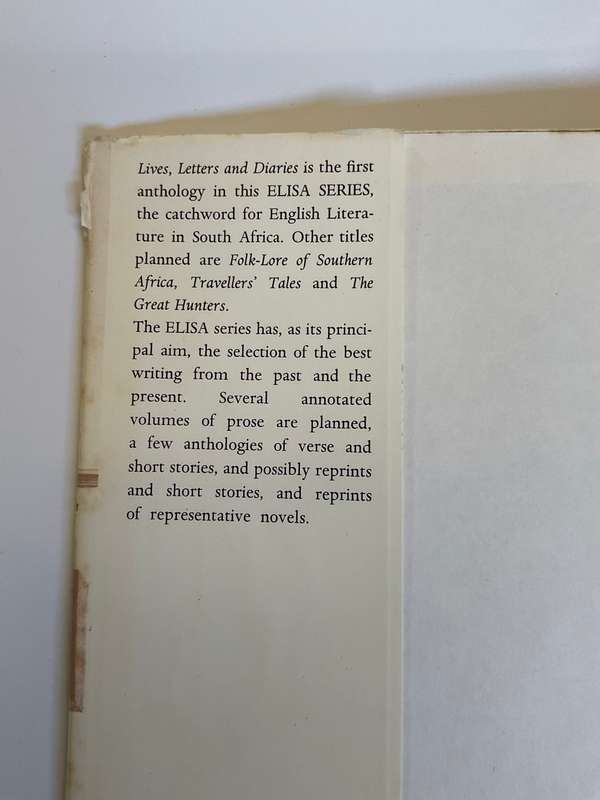 Lives, Letters and Diaries is the first
anthology in this ELISA SERIES,
the catchword for English Litera-
ture in South Africa. Other titles
planned are Folk-Lore of Southern
Africa, Travellers' Tales and The
Great Hunters.
The ELISA series has, as its princi-
pal aim, the selection of the best
writing from the past and the
present. Several annotated
volumes of prose are planned,
a few anthologies of verse and
short stories, and possibly reprints
and short stories, and reprints
of representative novels.